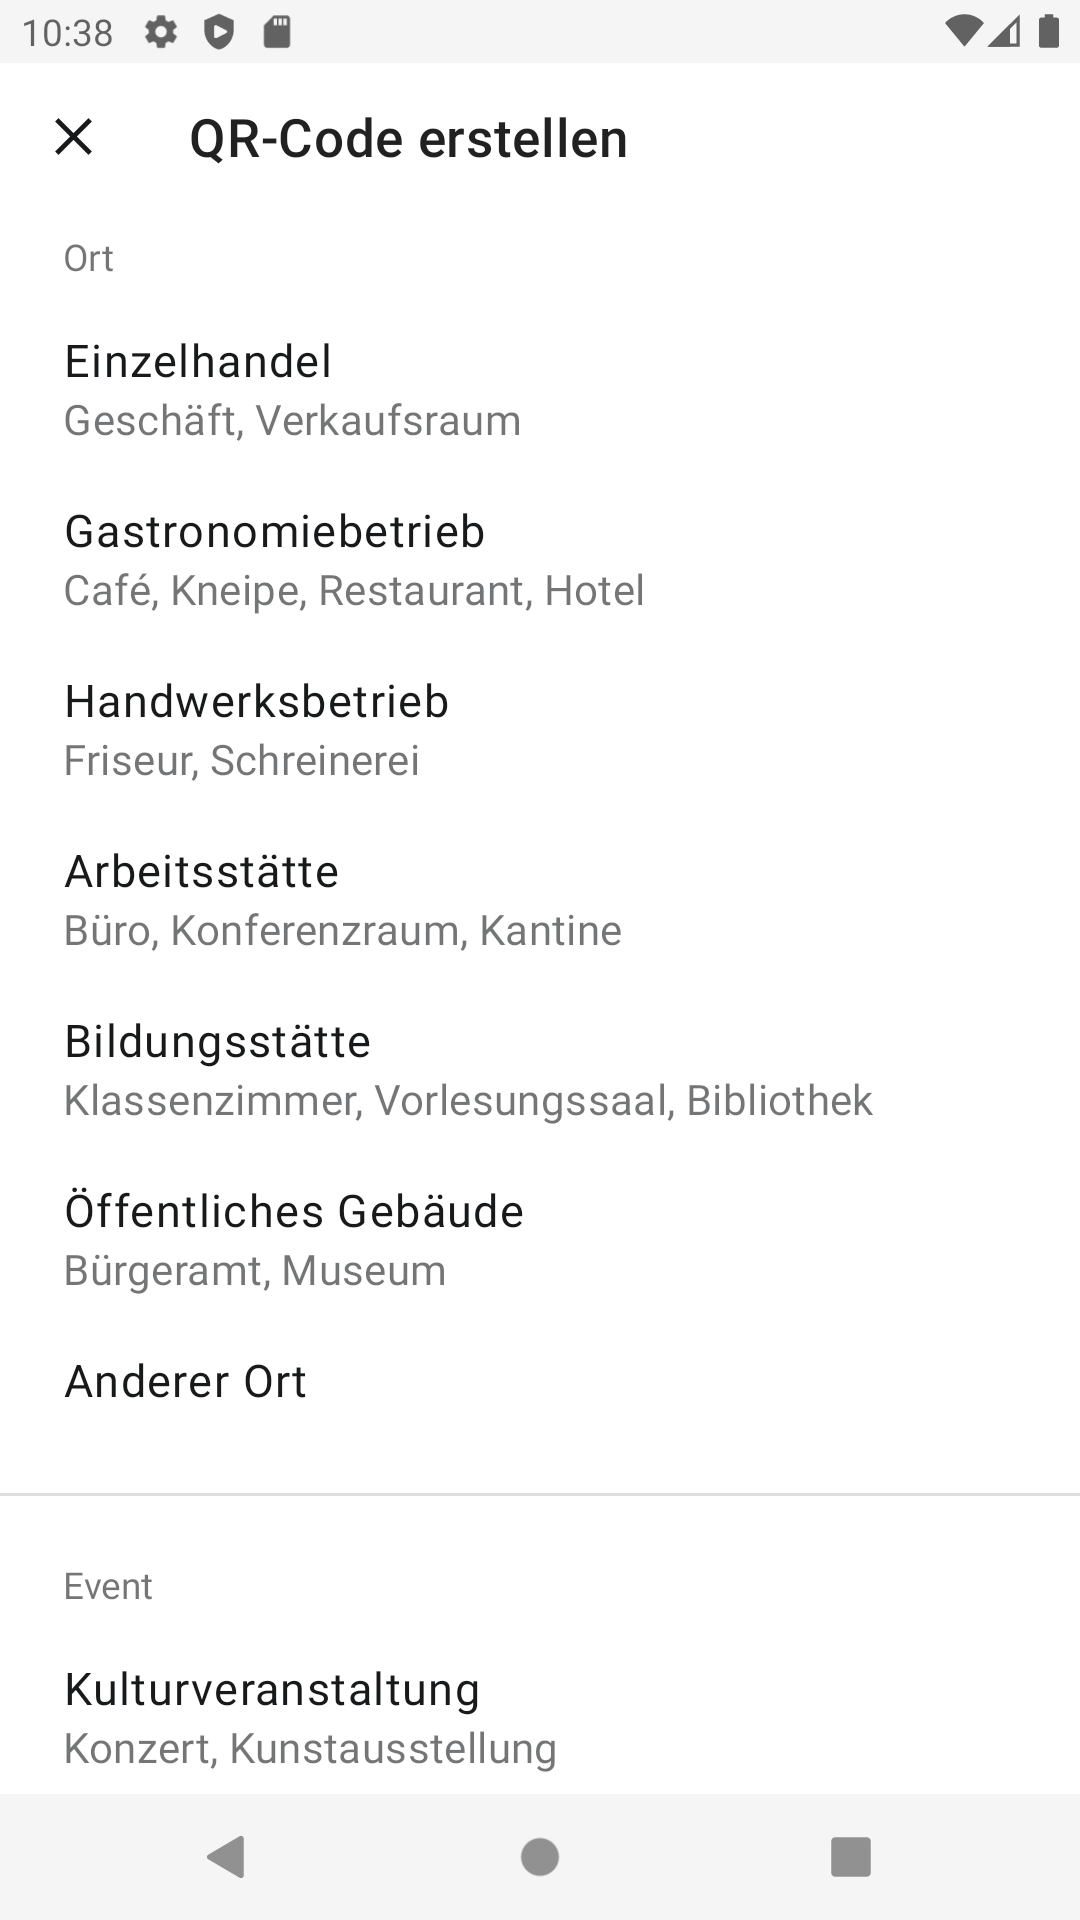 10:38
QR-Code erstellen
Ort
Einzelhandel
Geschäft, Verkaufsraum
Gastronomiebetrieb
Café, Kneipe, Restaurant, Hotel
Handwerksbetrieb
Friseur, Schreinerei
Arbeitsstätte
Büro, Konferenzraum, Kantine
Bildungsstätte
Klassenzimmer, Vorlesungssaal, Bibliothek
Öffentliches Gebäude
Bürgeramt, Museum
Anderer Ort
Event
Kulturveranstaltung
Konzert, Kunstausstellung